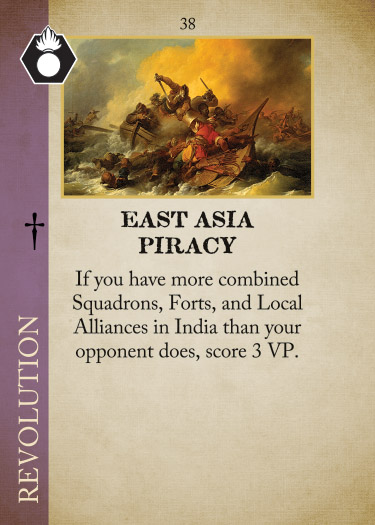 38
EAST ASIA
PIRACY
If you have more combined
Squadrons, Forts, and Local
Alliances in India than your
opponent does, score 3 VP.
†
REVOLUTION